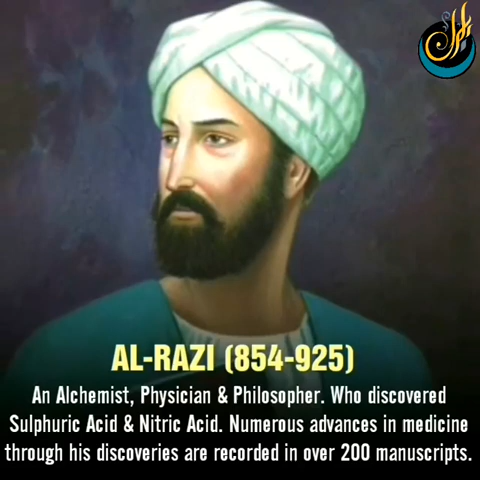 AL-RAZI (854-925)
An Alchemist, Physician & Philosopher. Who discovered
Sulphuric Acid & Nitric Acid. Numerous advances in medicine
through his discoveries are recorded in over 200 manuscripts.